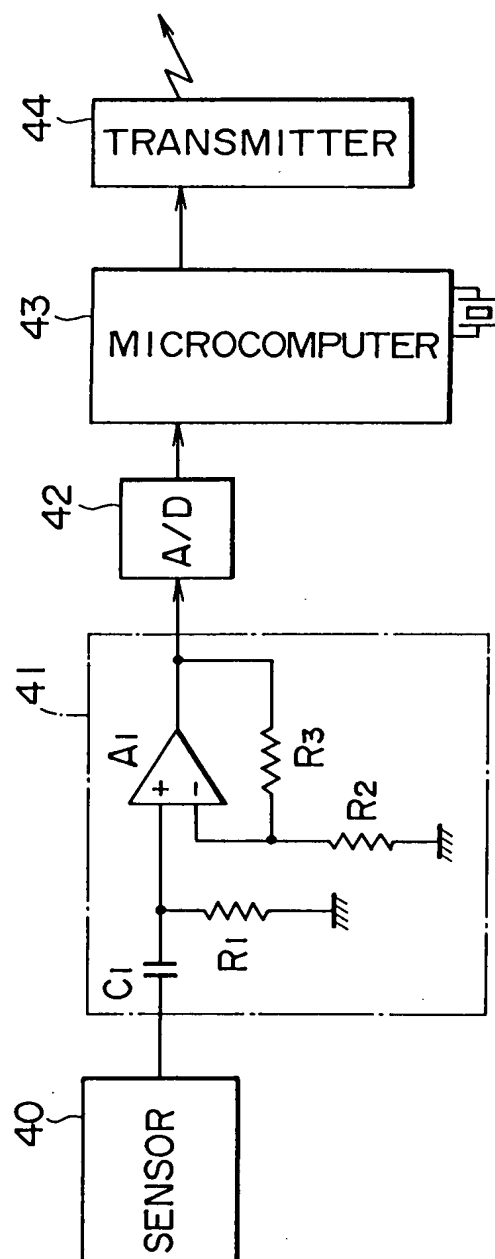 40
SENSOR
C1
R1
41
A1
+
-
R3
R2
42
A/D
43
MICROCOMPUTER
44
TRANSMITTER